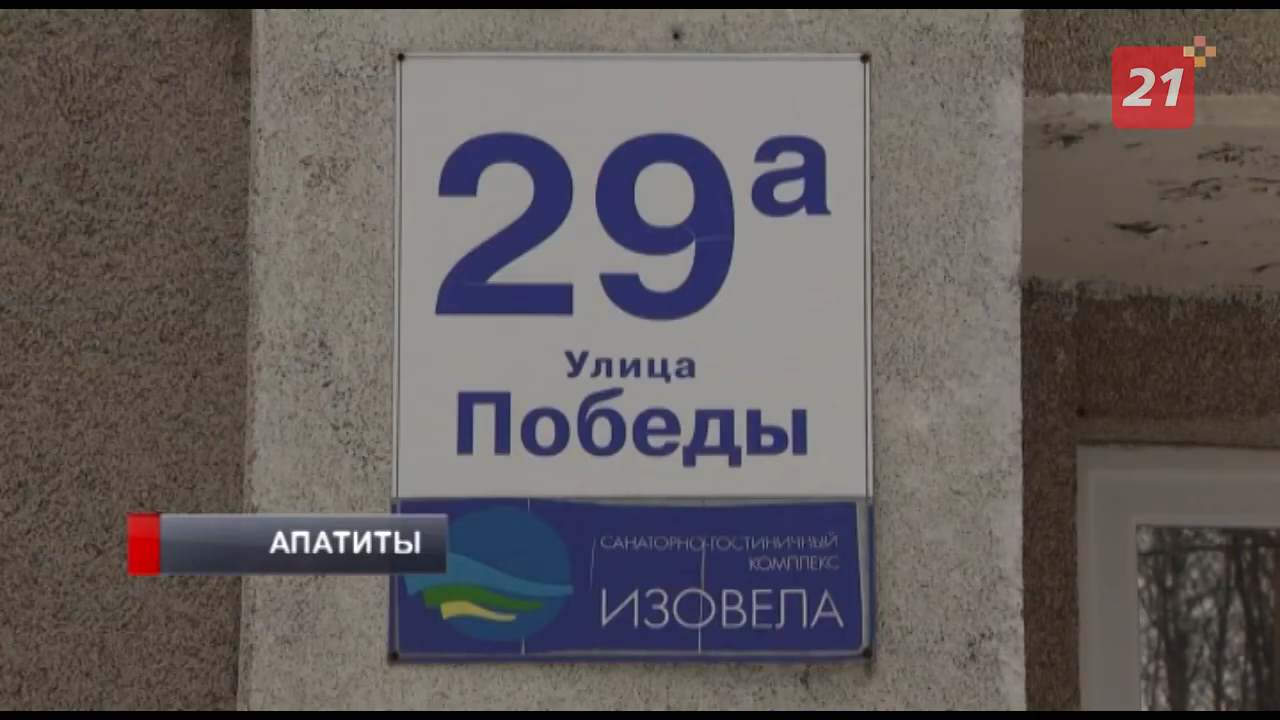 21
29а
Улица
Победы
АПАТИТЫ
САНАТОРНО-ГОСТИНИЧНЫЙ
КОМПЛЕКС
ИЗОВЕЛА